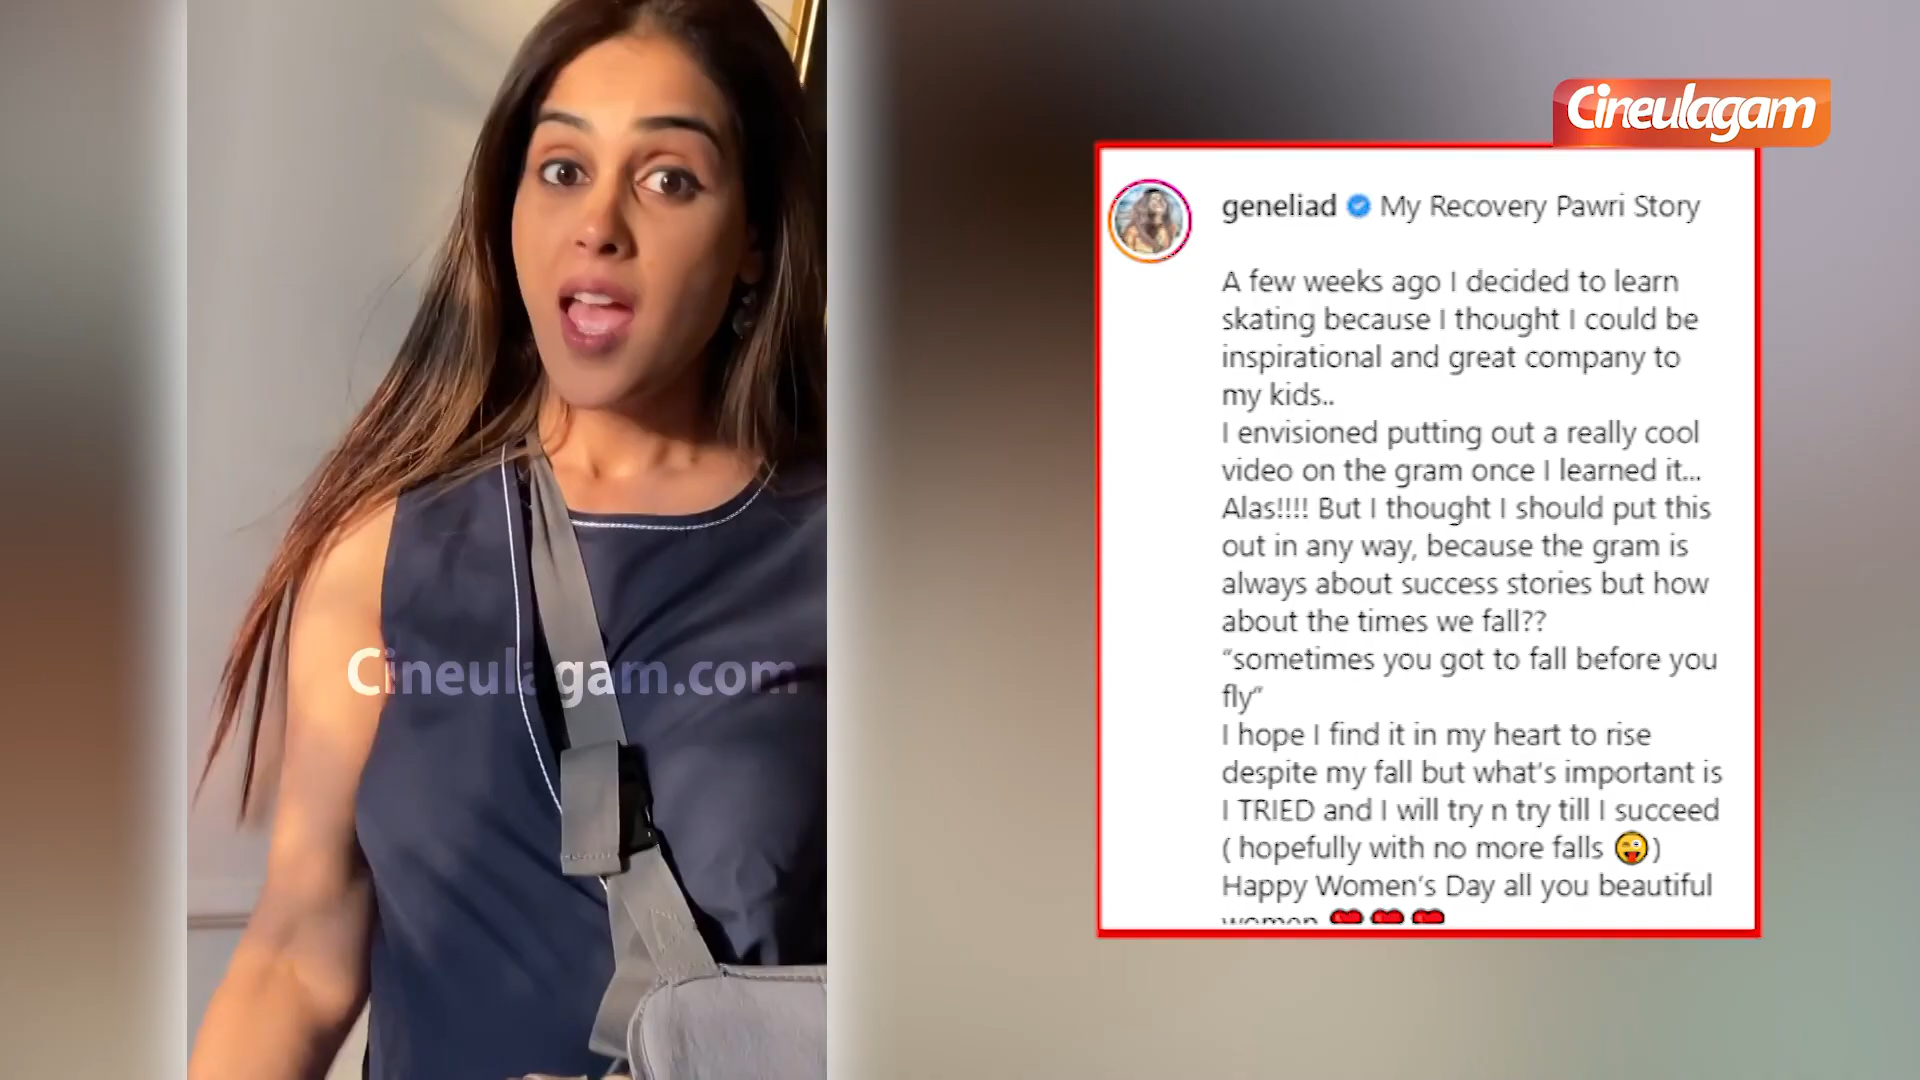 Cineulagam
geneliad My Recovery Pawri Story
A few weeks ago I decided to learn
skating because I thought I could be
inspirational and great company to
my kids..
I envisioned putting out a really cool
video on the gram once I learned it...
Alas!!!! But I thought I should put this
out in any way, because the gram is
always about success stories but how
about the times we fall??
“sometimes you got to fall before you
fly”
I hope I find it in my heart to rise
despite my fall but what's important is
I TRIED and I will try n try till I succeed
( hopefully with no more falls 😜)
Happy Women's Day all you beautiful
women ❤️❤️❤️
Cineulagam.com